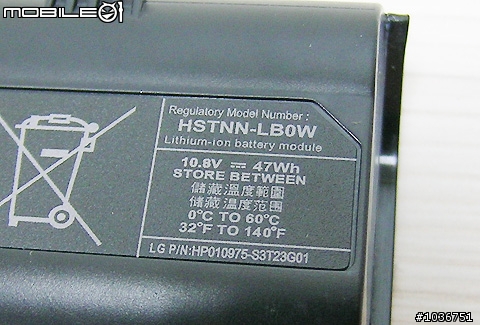 MOBILE01
Regulatory Model Number :
HSTNN-LB0W
Lithium-ion battery module
10.8V ⎓ 47Wh
STORE BETWEEN
儲藏溫度範圍
储藏温度范围
0°C TO 60°C
32°F TO 140°F
LG P/N:HP010975-S3T23G01
#1036751